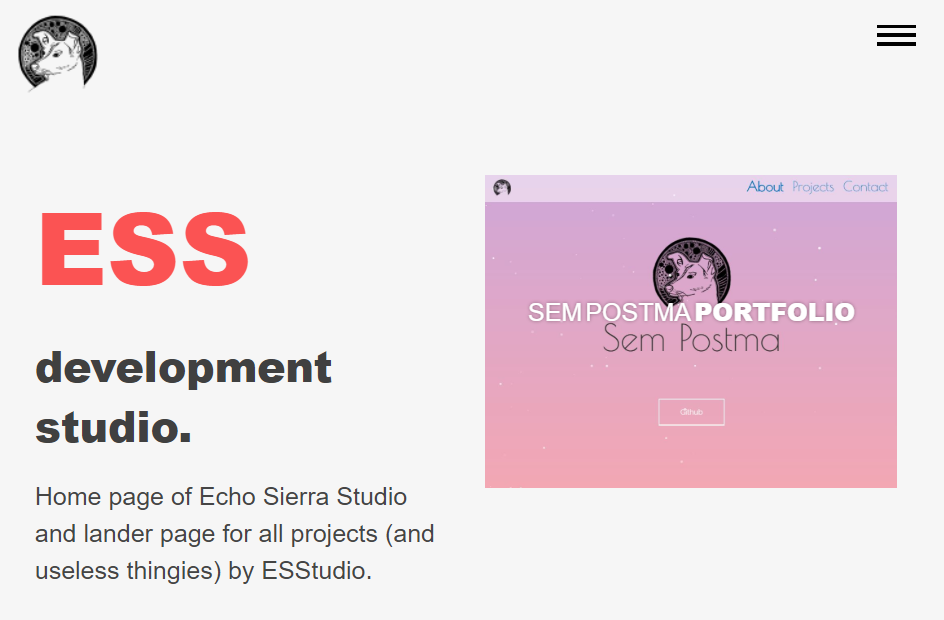 ESS
development
studio.
Home page of Echo Sierra Studio
and lander page for all projects (and
useless thingies) by ESStudio.
About Projects Contact
SEM POSTMA PORTFOLIO
Sem Postma
Github